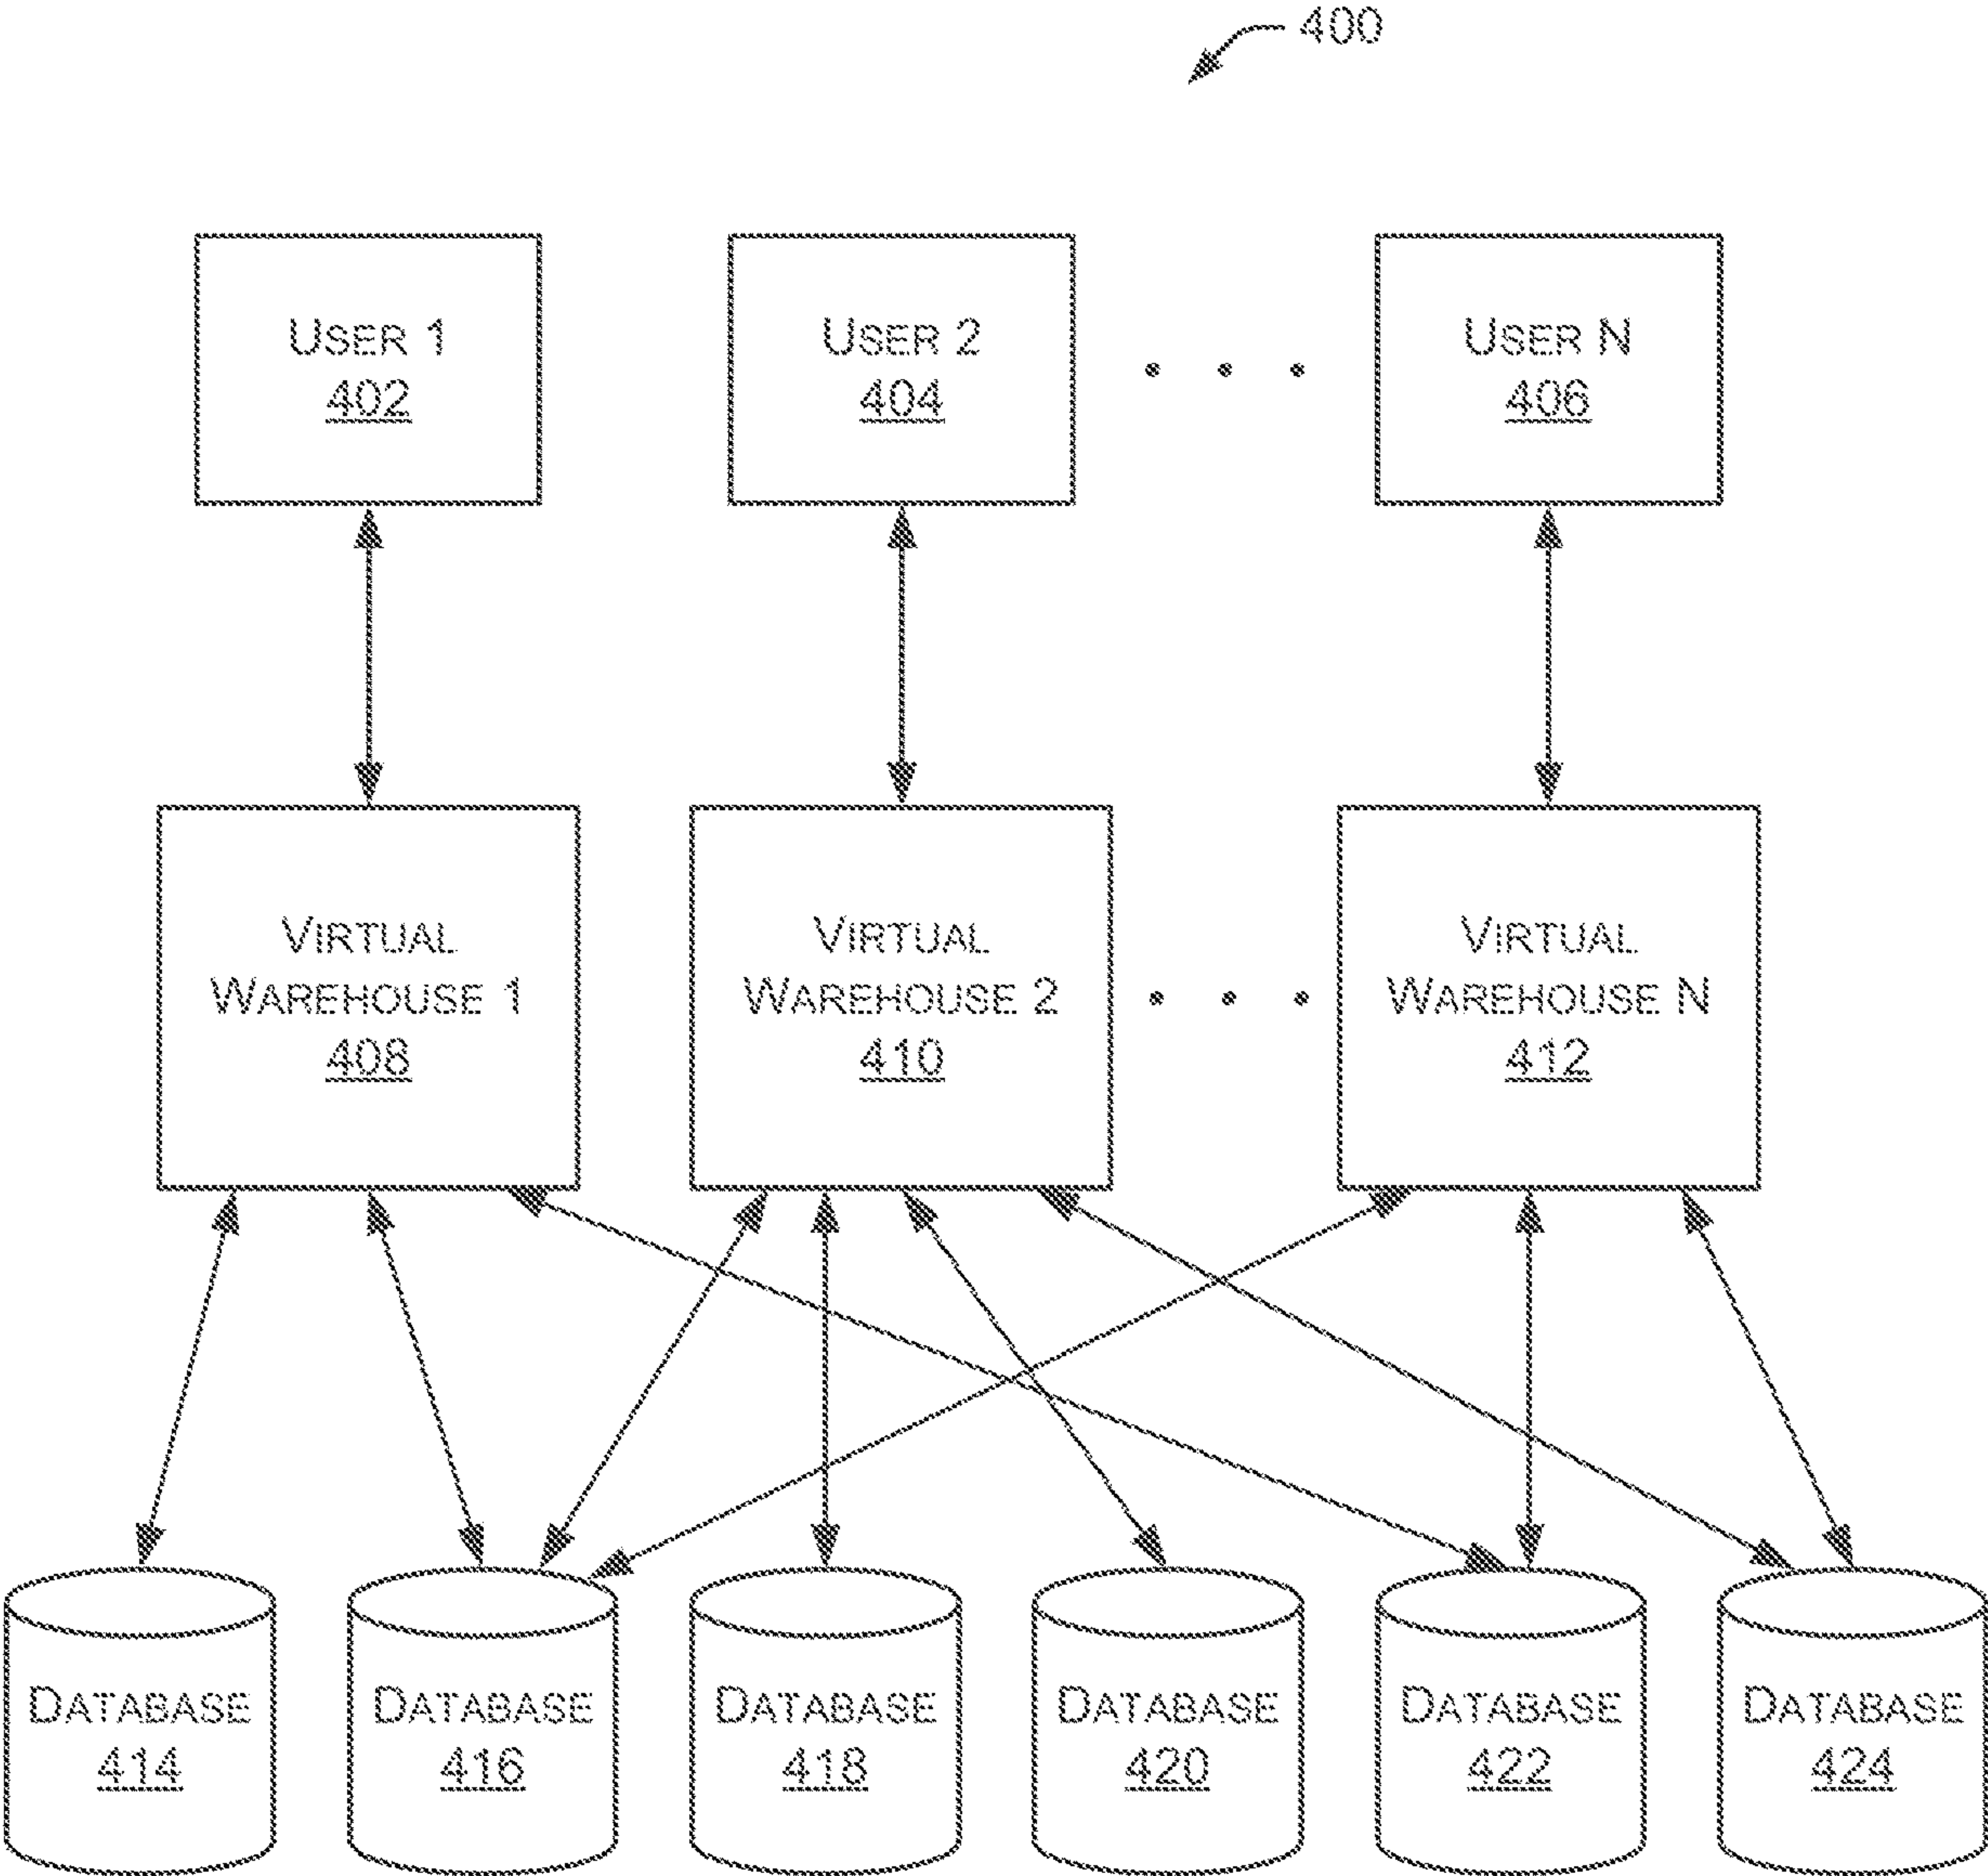 400
USER 1
402
USER 2
404
USER N
406
VIRTUAL
WAREHOUSE 1
408
VIRTUAL
WAREHOUSE 2
410
VIRTUAL
WAREHOUSE N
412
DATABASE
414
DATABASE
416
DATABASE
418
DATABASE
420
DATABASE
422
DATABASE
424